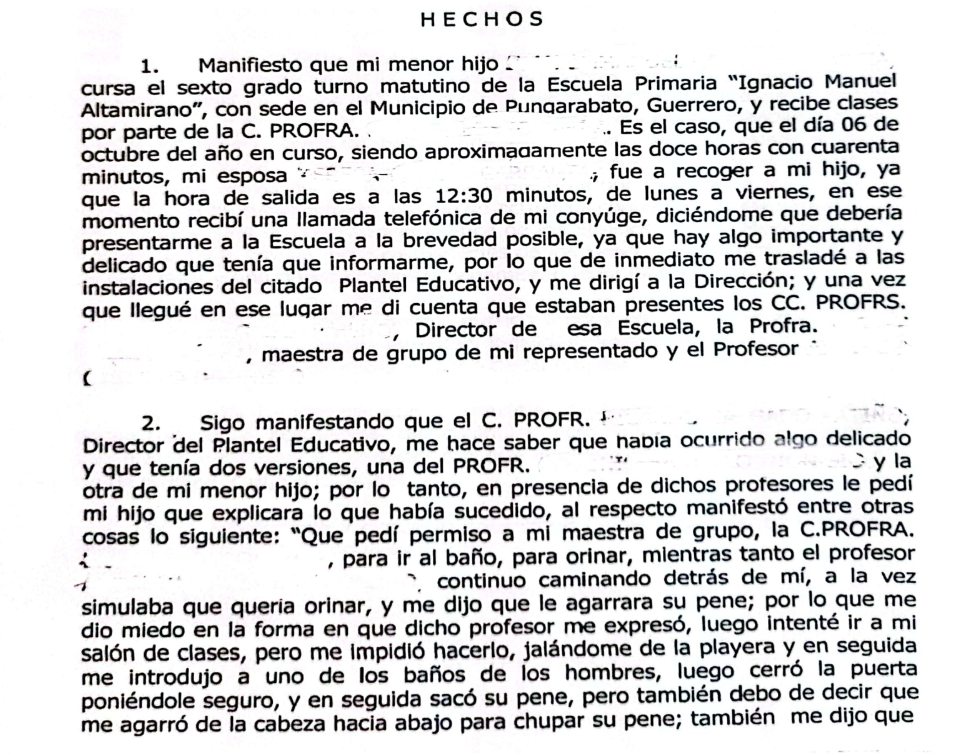 HECHOS
1. Manifiesto que mi menor hijo
cursa el sexto grado turno matutino de la Escuela Primaria "Ignacio Manuel
Altamirano", con sede en el Municipio de Pungarabato, Guerrero, y recibe clases
por parte de la C. PROFRA. . Es el caso, que el día 06 de
octubre del año en curso, siendo aproximadamente las doce horas con cuarenta
minutos, mi esposa ; fue a recoger a mi hijo, ya
que la hora de salida es a las 12:30 minutos, de lunes a viernes, en ese
momento recibí una llamada telefónica de mi conyúge, diciéndome que debería
presentarme a la Escuela a la brevedad posible, ya que hay algo importante y
delicado que tenía que informarme, por lo que de inmediato me trasladé a las
instalaciones del citado Plantel Educativo, y me dirigí a la Dirección; y una vez
que llegué en ese lugar me di cuenta que estaban presentes los CC. PROFRS.
, Director de esa Escuela, la Profra.
, maestra de grupo de mi representado y el Profesor
2. Sigo manifestando que el C. PROFR. ;
Director del Plantel Educativo, me hace saber que había ocurrido algo delicado
y que tenía dos versiones, una del PROFR. y la
otra de mi menor hijo; por lo tanto, en presencia de dichos profesores le pedí
mi hijo que explicara lo que había sucedido, al respecto manifestó entre otras
cosas lo siguiente: "Que pedí permiso a mi maestra de grupo, la C.PROFRA.
, para ir al baño, para orinar, mientras tanto el profesor
continuo caminando detrás de mí, a la vez
simulaba que quería orinar, y me dijo que le agarrara su pene; por lo que me
dio miedo en la forma en que dicho profesor me expresó, luego intenté ir a mi
salón de clases, pero me impidió hacerlo, jalándome de la playera y en seguida
me introdujo a uno de los baños de los hombres, luego cerró la puerta
poniéndole seguro, y en seguida sacó su pene, pero también debo de decir que
me agarró de la cabeza hacia abajo para chupar su pene; también me dijo que